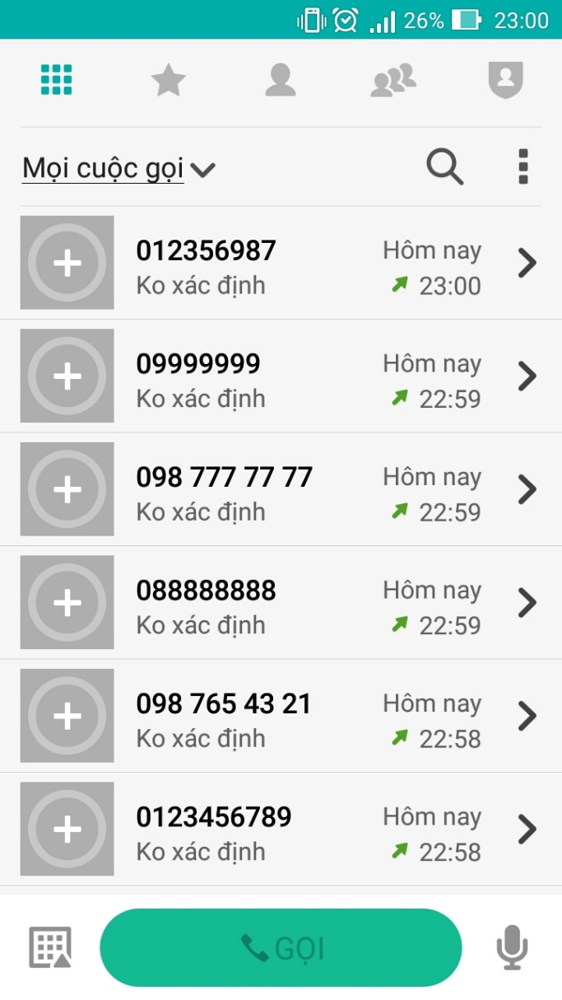 26% 23:00
Mọi cuộc gọi
012356987 Hôm nay
Ko xác định 23:00
09999999 Hôm nay
Ko xác định 22:59
098 777 77 77 Hôm nay
Ko xác định 22:59
088888888 Hôm nay
Ko xác định 22:59
098 765 43 21 Hôm nay
Ko xác định 22:58
0123456789 Hôm nay
Ko xác định 22:58
GỌI